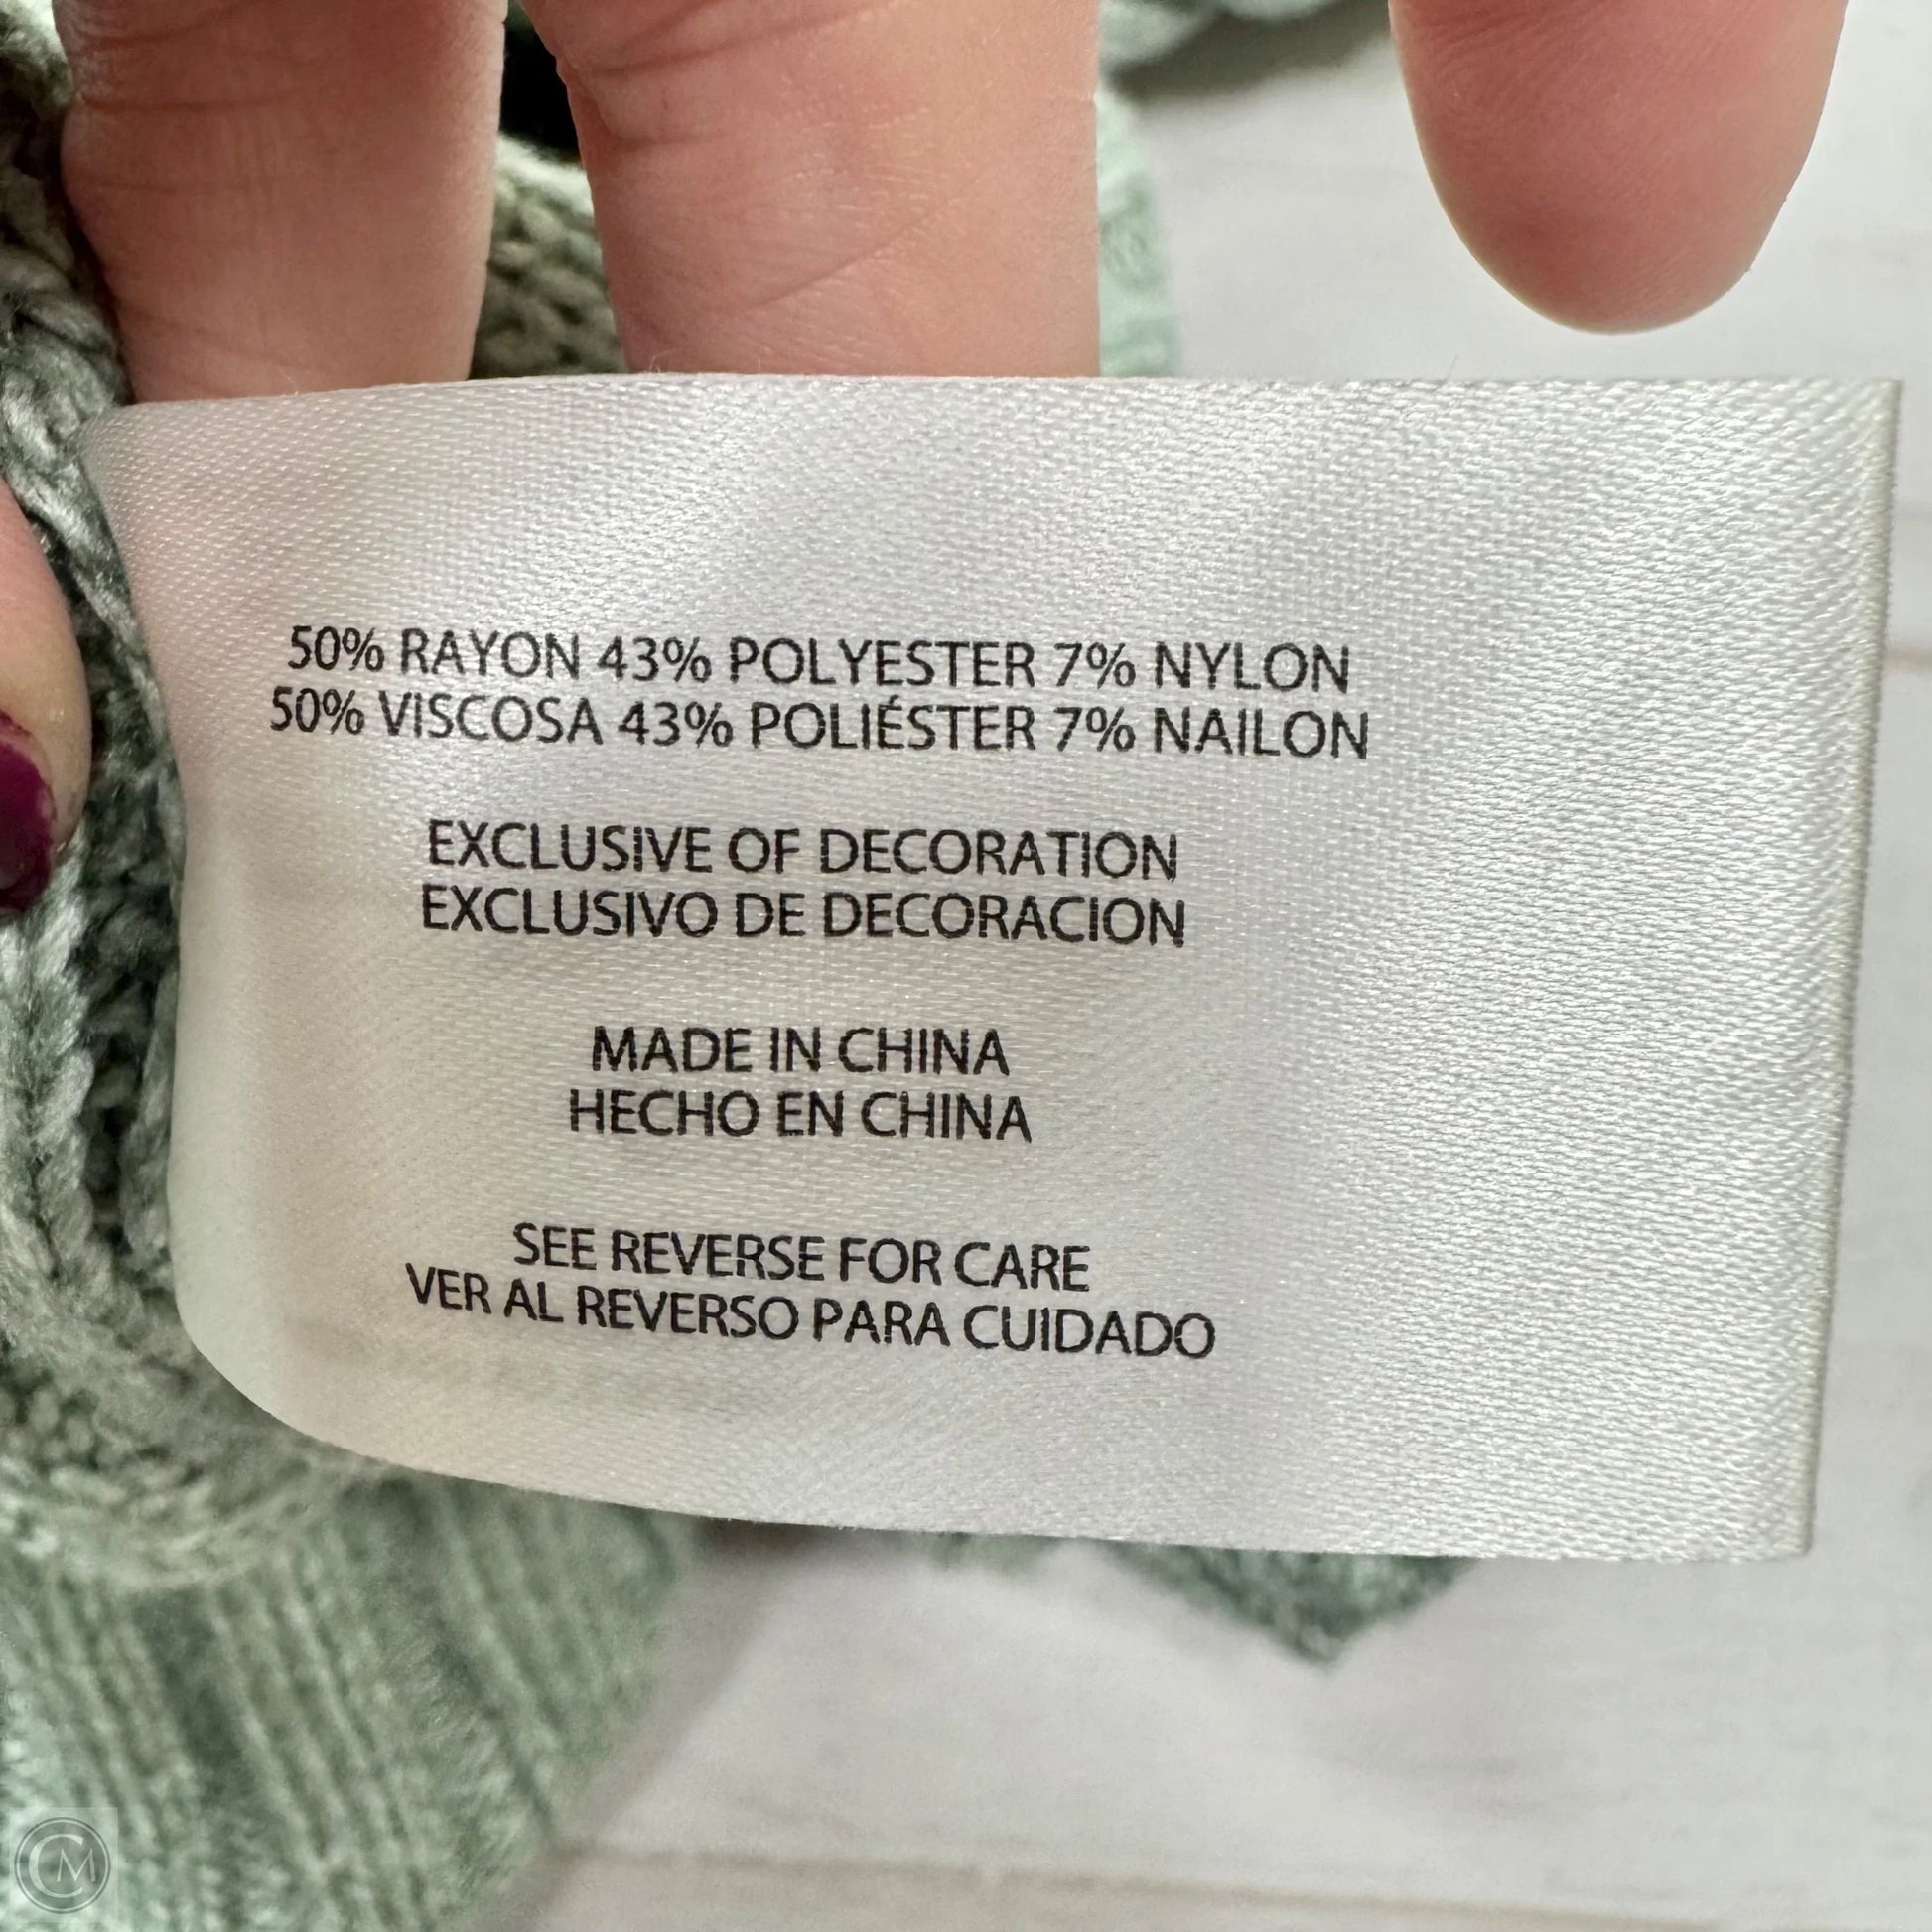 50% RAYON 43% POLYESTER 7% NYLON
50% VISCOSA 43% POLIÉSTER 7% NAILON
EXCLUSIVE OF DECORATION
EXCLUSIVO DE DECORACION
MADE IN CHINA
HECHO EN CHINA
SEE REVERSE FOR CARE
VER AL REVERSO PARA CUIDADO
CM